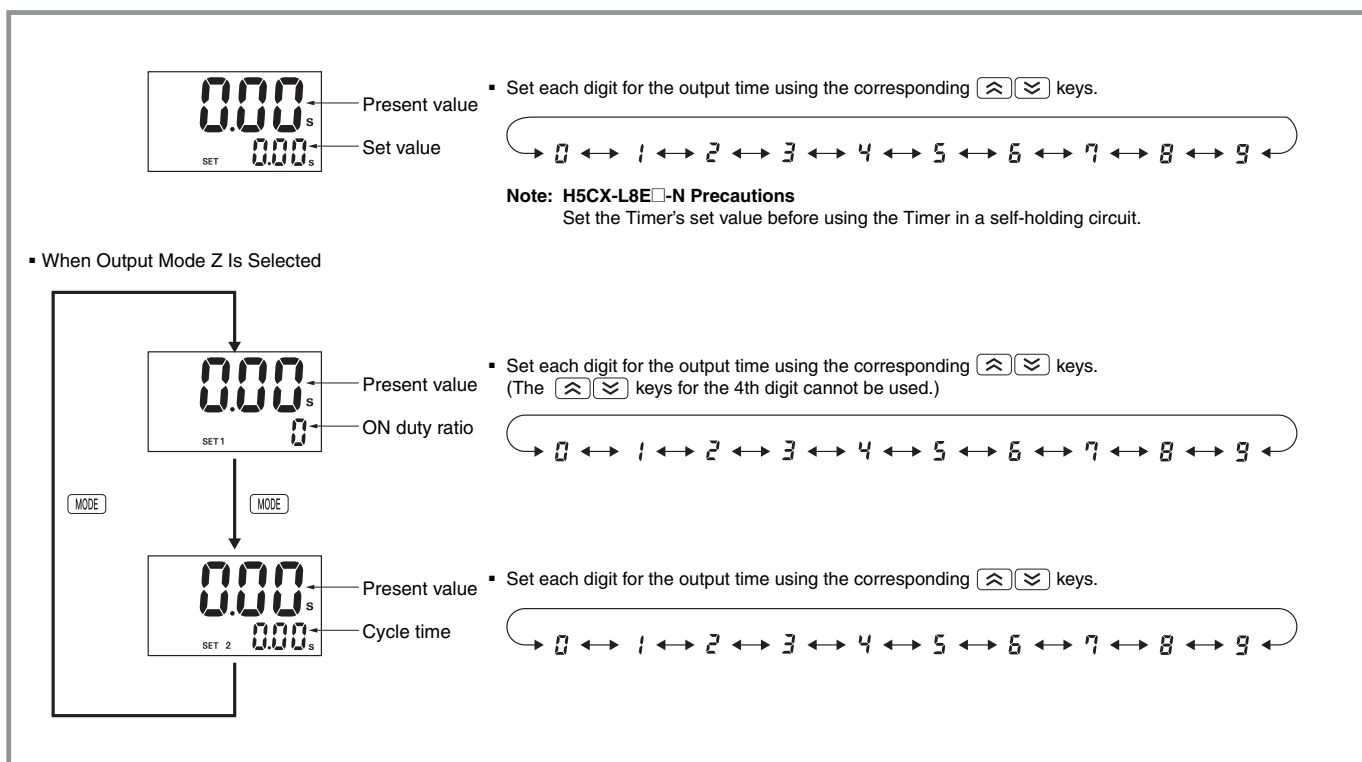 0.00 s
Present value
SET 0.00 s
Set value
▪ Set each digit for the output time using the corresponding keys.
0 1 2 3 4 5 6 7 8 9
Note: H5CX-L8E□-N Precautions
Set the Timer's set value before using the Timer in a self-holding circuit.
▪ When Output Mode Z Is Selected
0.00 s
Present value
SET 1 0
ON duty ratio
▪ Set each digit for the output time using the corresponding keys.
(The keys for the 4th digit cannot be used.)
0 1 2 3 4 5 6 7 8 9
MODE
MODE
0.00 s
Present value
SET 2 0.00 s
Cycle time
▪ Set each digit for the output time using the corresponding keys.
0 1 2 3 4 5 6 7 8 9